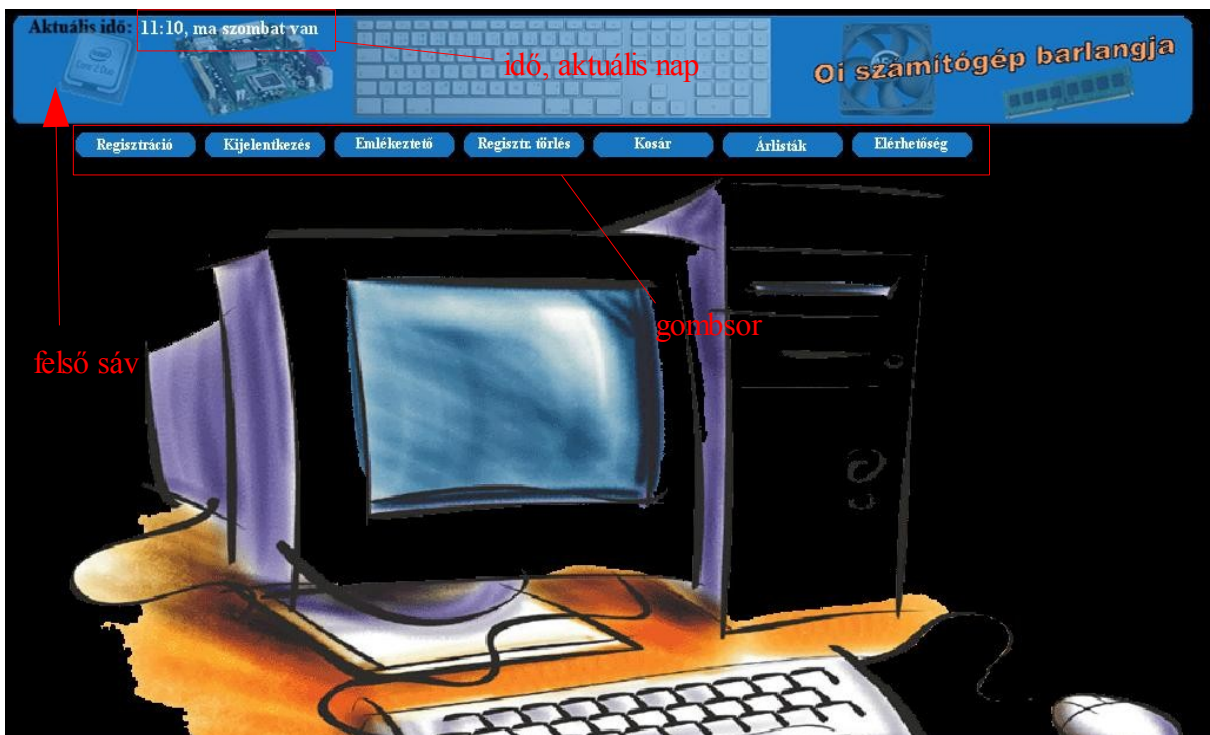 Aktuális idő: 11:10, ma szombat van
idő, aktuális nap
Oi számítógép barlangja
Regisztráció Kijelentkezés Emlékeztető Regisztr. törlés Kosár Árlisták Elérhetőség
gombsor
felső sáv